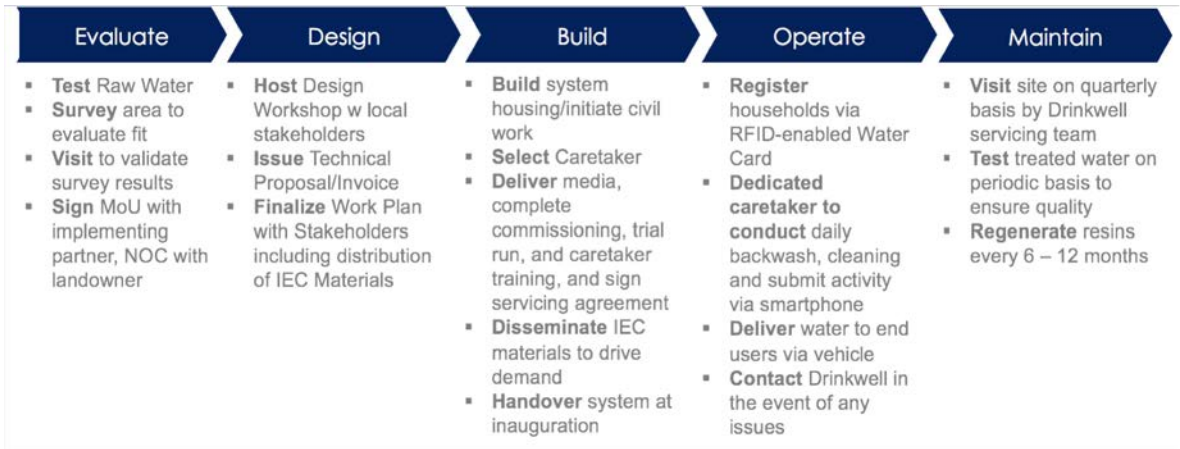 Evaluate
Design
Build
Operate
Maintain
▪ Test Raw Water
▪ Survey area to
evaluate fit
▪ Visit to validate
survey results
▪ Sign MoU with
implementing
partner, NOC with
landowner
▪ Host Design
Workshop w local
stakeholders
▪ Issue Technical
Proposal/Invoice
▪ Finalize Work Plan
with Stakeholders
including distribution
of IEC Materials
▪ Build system
housing/initiate civil
work
▪ Select Caretaker
▪ Deliver media,
complete
commissioning, trial
run, and caretaker
training, and sign
servicing agreement
▪ Disseminate IEC
materials to drive
demand
▪ Handover system at
inauguration
▪ Register
households via
RFID-enabled Water
Card
▪ Dedicated
caretaker to
conduct daily
backwash, cleaning
and submit activity
via smartphone
▪ Deliver water to end
users via vehicle
▪ Contact Drinkwell in
the event of any
issues
▪ Visit site on quarterly
basis by Drinkwell
servicing team
▪ Test treated water on
periodic basis to
ensure quality
▪ Regenerate resins
every 6 – 12 months